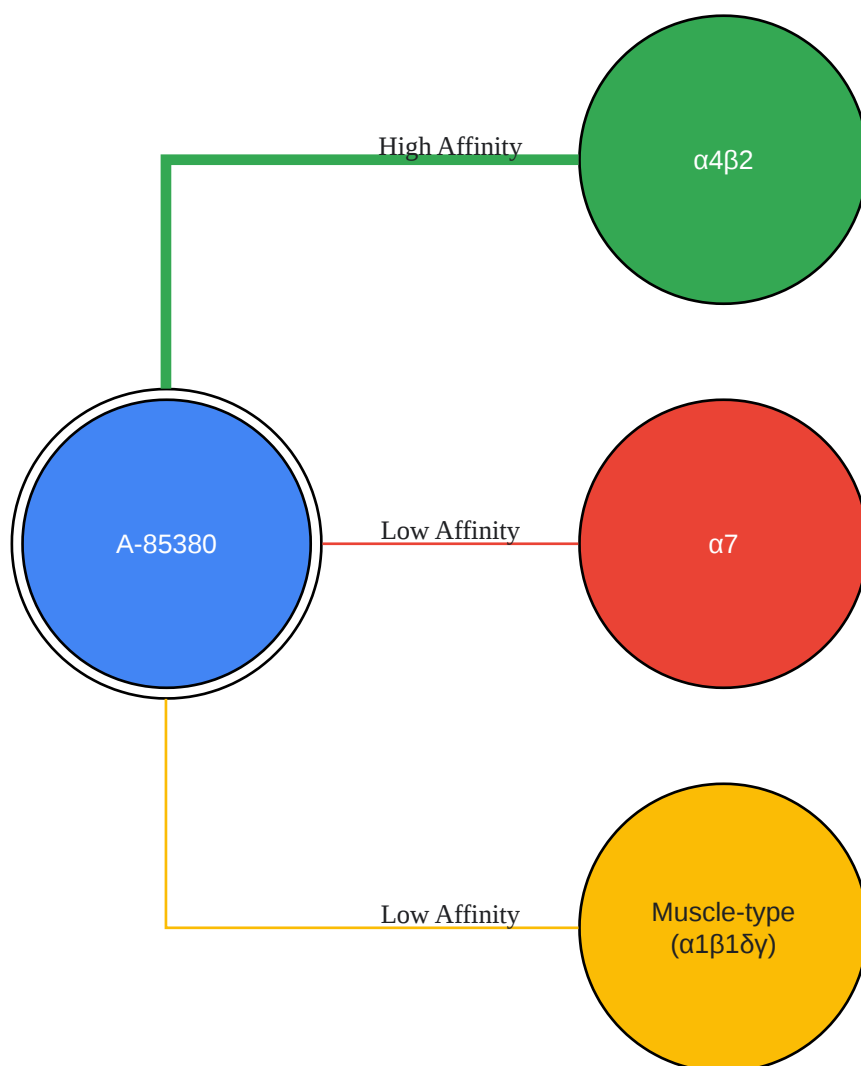 High Affinity
α4β2
A-85380
Low Affinity
α7
Low Affinity
Muscle-type
(α1β1δγ)